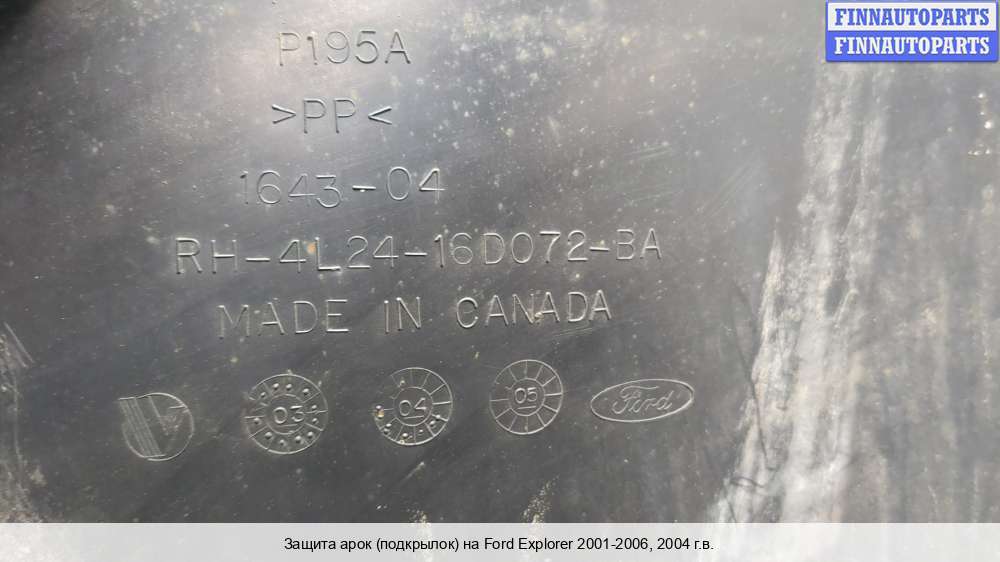 FINNAUTOPARTS
FINNAUTOPARTS
P195A
>PP<
1643-04
RH-4L24-16D072-BA
MADE IN CANADA
03 04 05 Ford
Защита арок (подкрылок) на Ford Explorer 2001-2006, 2004 г.в.